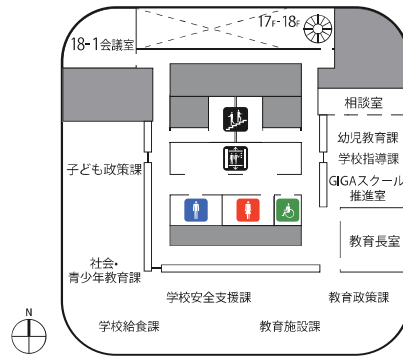 17F-18F
18-1会議室
相談室
幼児教育課
学校指導課
GIGAスクール
推進室
子ども政策課
教育長室
社会・
青少年教育課
学校安全支援課
教育政策課
学校給食課
教育施設課
N